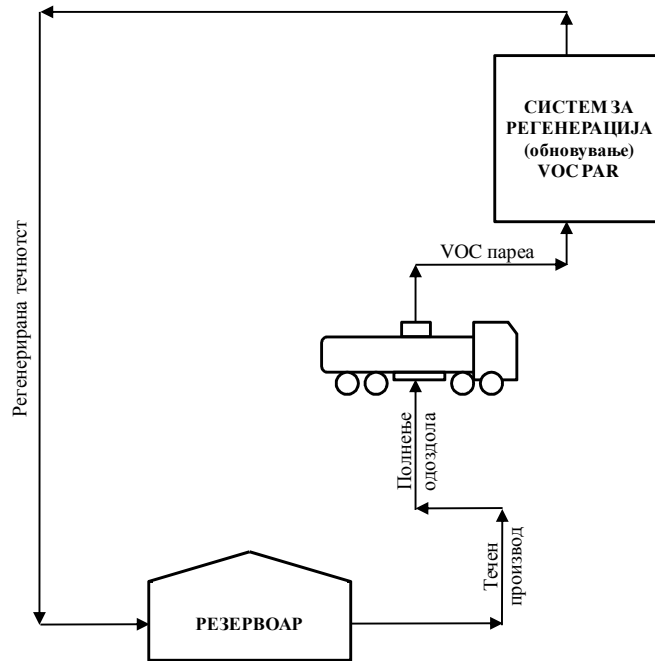 СИСТЕМ ЗА
РЕГЕНЕРАЦИЈА
(обновување)
VOC PAR
VOC пареа
Регенерирана течнотст
Полнење
одоздола
Течен
производ
РЕЗЕРВОАР